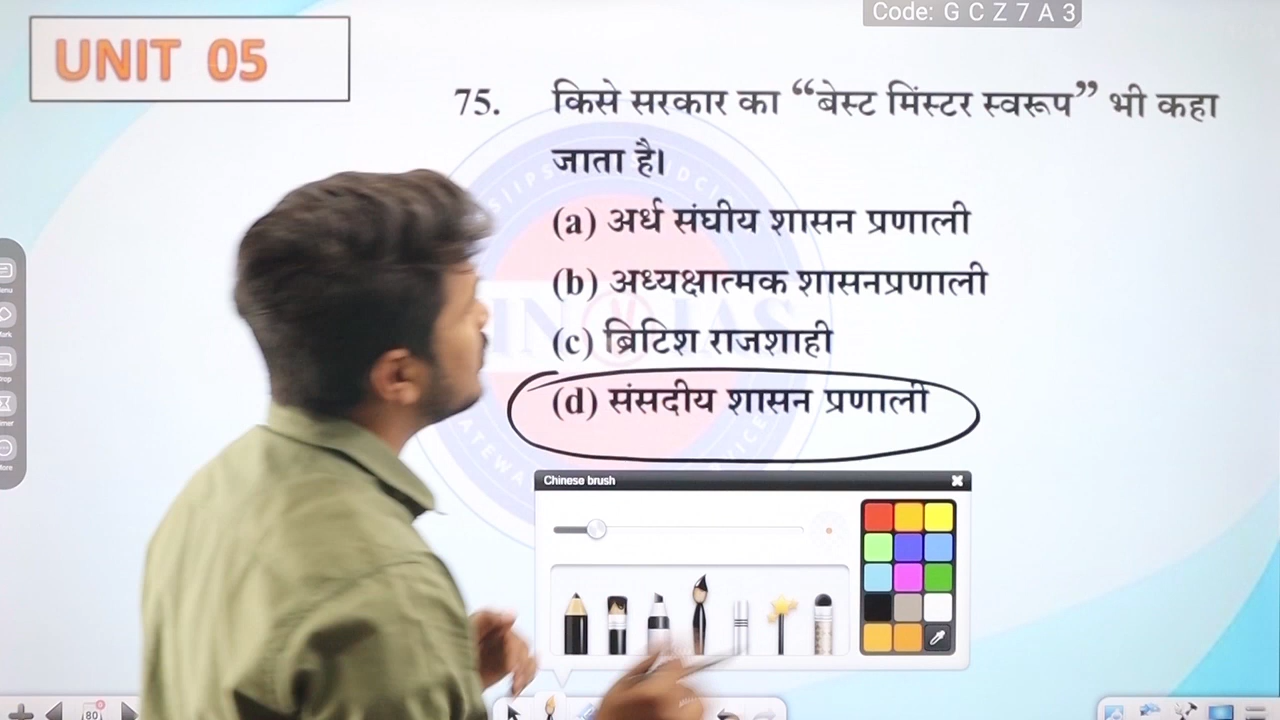 Code: G C Z 7 A 3
UNIT 05
75. किसे सरकार का “बेस्ट मिंस्टर स्वरूप” भी कहा
जाता है।
(a) अर्ध संघीय शासन प्रणाली
(b) अध्यक्षात्मक शासनप्रणाली
(c) ब्रिटिश राजशाही
(d) संसदीय शासन प्रणाली
Chinese brush
80